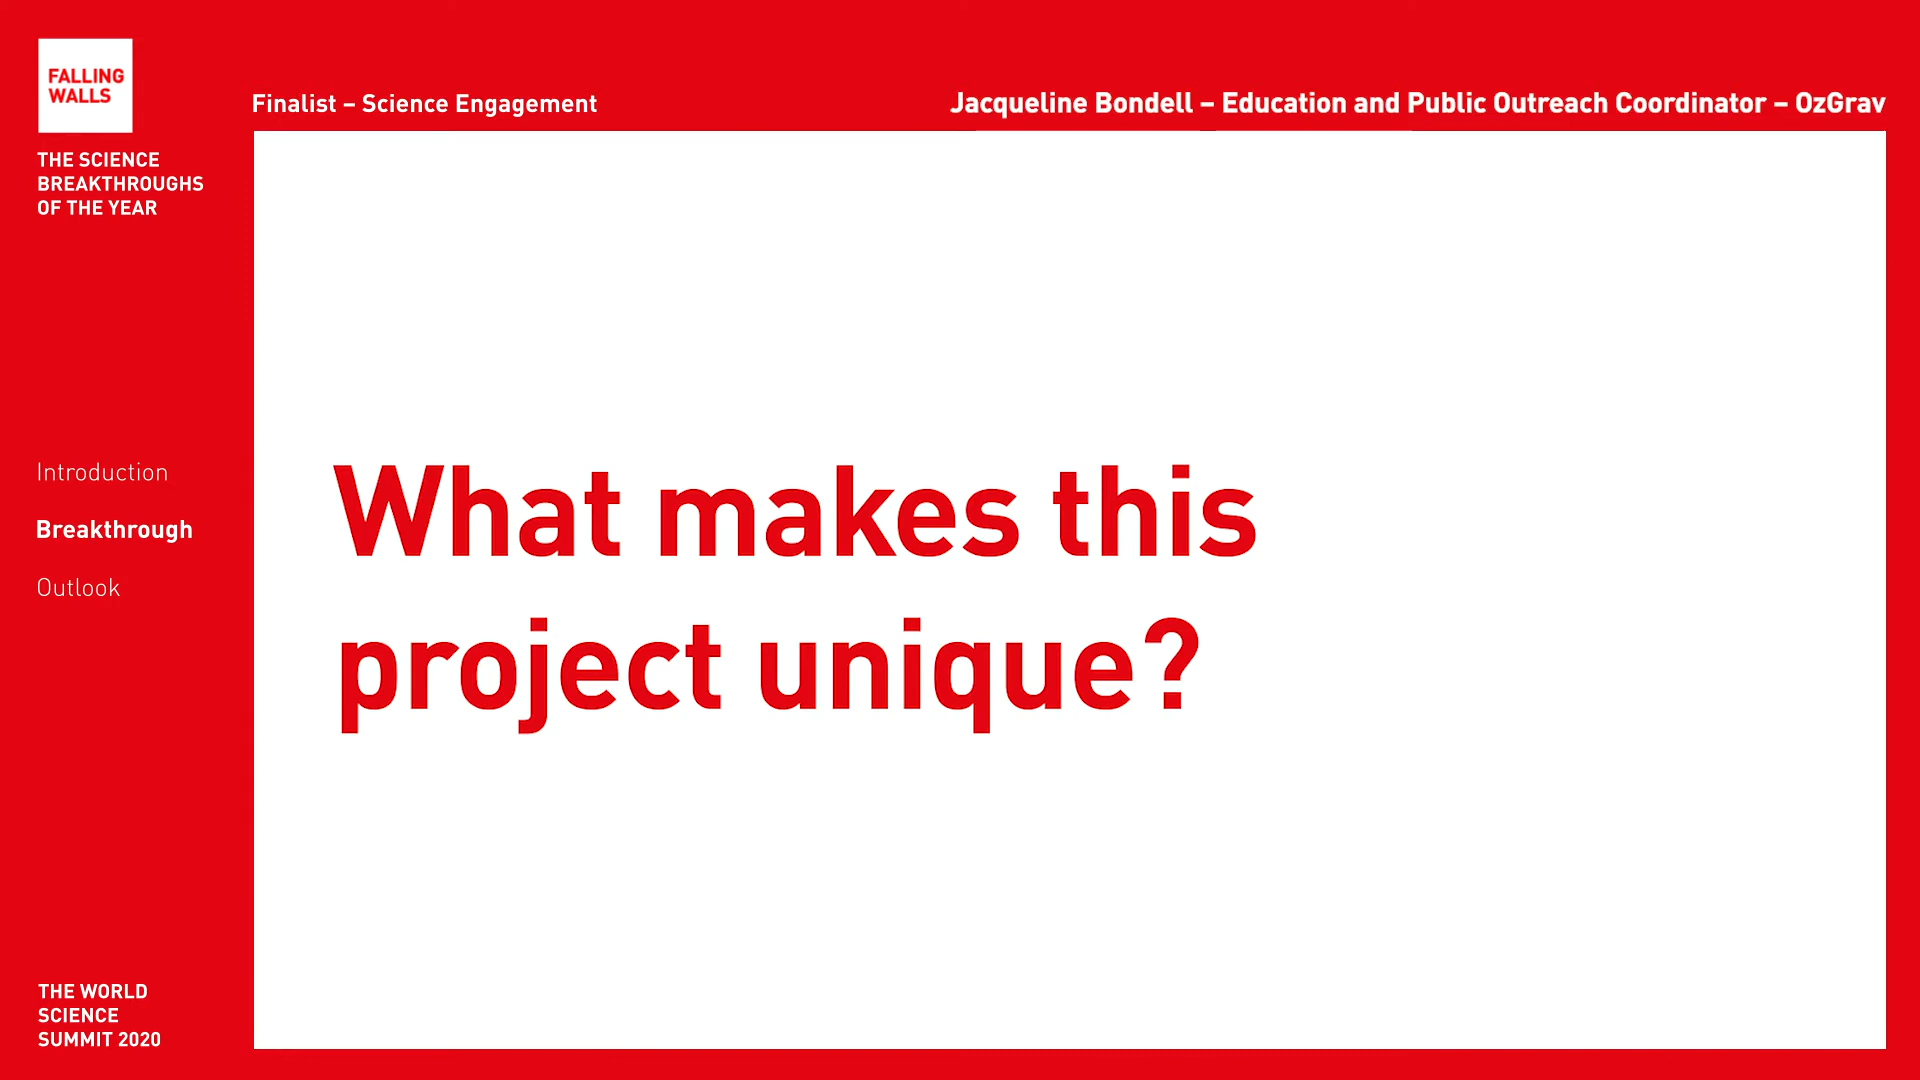 FALLING
WALLS
Finalist – Science Engagement
Jacqueline Bondell – Education and Public Outreach Coordinator – OzGrav
THE SCIENCE
BREAKTHROUGHS
OF THE YEAR
Introduction
Breakthrough
Outlook
What makes this
project unique?
THE WORLD
SCIENCE
SUMMIT 2020